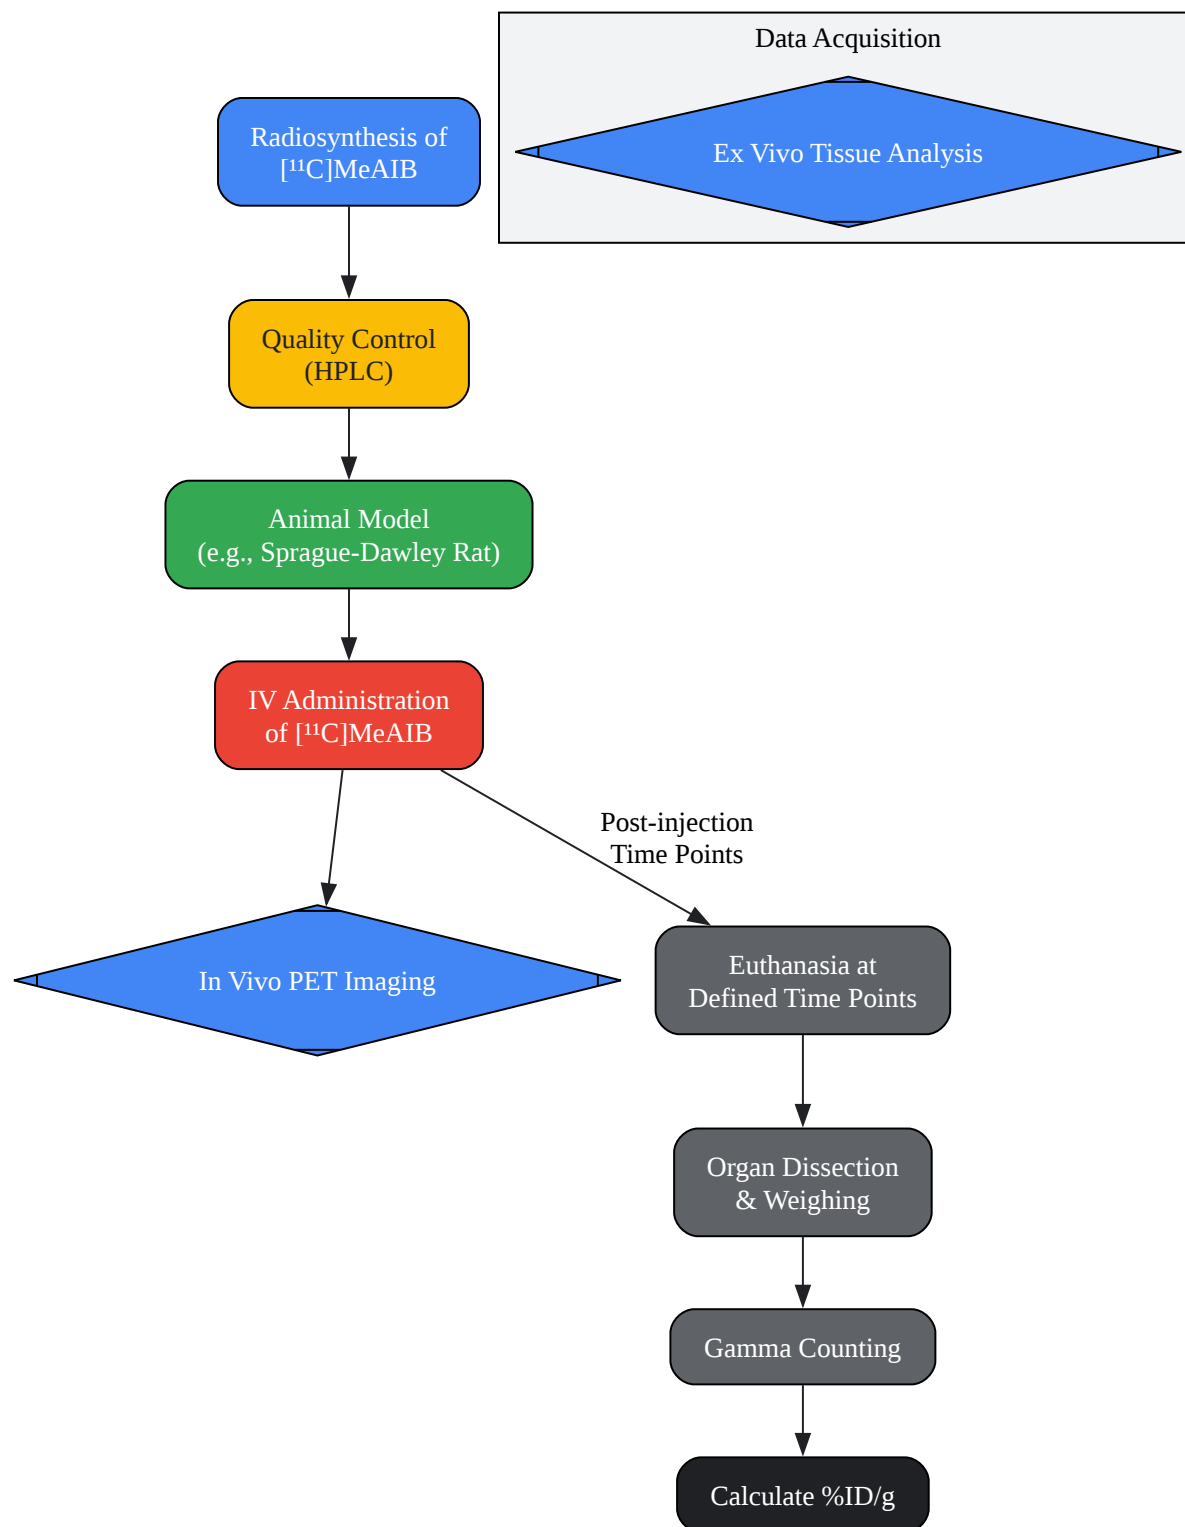 Data Acquisition
Ex Vivo Tissue Analysis
Radiosynthesis of
[¹¹C]MeAIB
Quality Control
(HPLC)
Animal Model
(e.g., Sprague-Dawley Rat)
IV Administration
of [¹¹C]MeAIB
Post-injection
Time Points
In Vivo PET Imaging
Euthanasia at
Defined Time Points
Organ Dissection
& Weighing
Gamma Counting
Calculate %ID/g